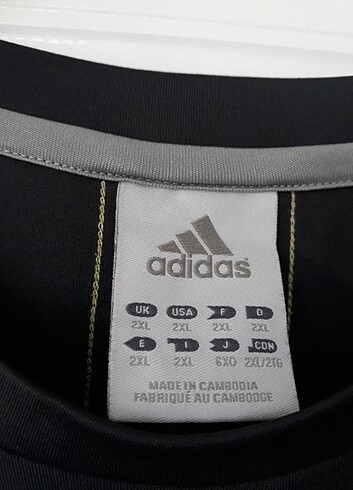 adidas
UK USA F D
2XL 2XL 2XL 2XL
E I J CDN
2XL 2XL 6XO 2XL/2TG
MADE IN CAMBODIA
FABRIQUÉ AU CAMBODGE